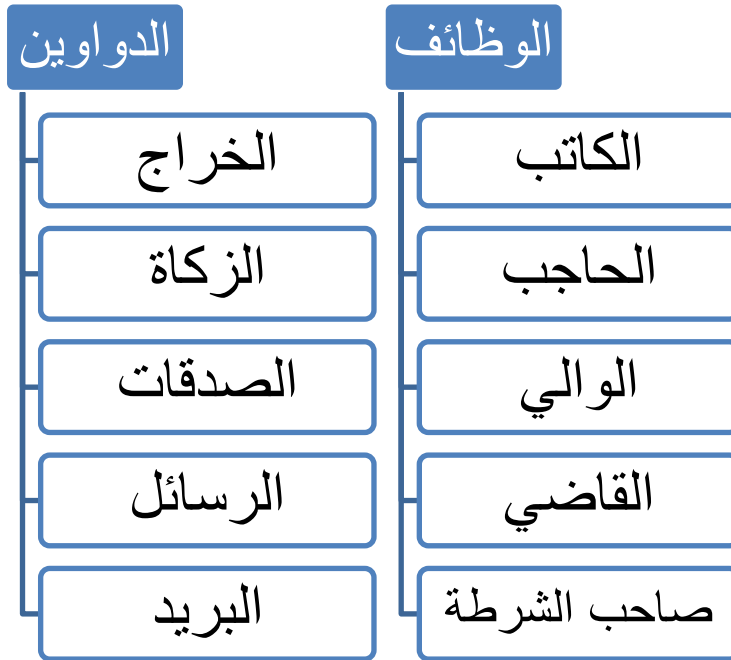 الوظائف
الكاتب
الحاجب
الوالي
القاضي
صاحب الشرطة
الدواوين
الخراج
الزكاة
الصدقات
الرسائل
البريد